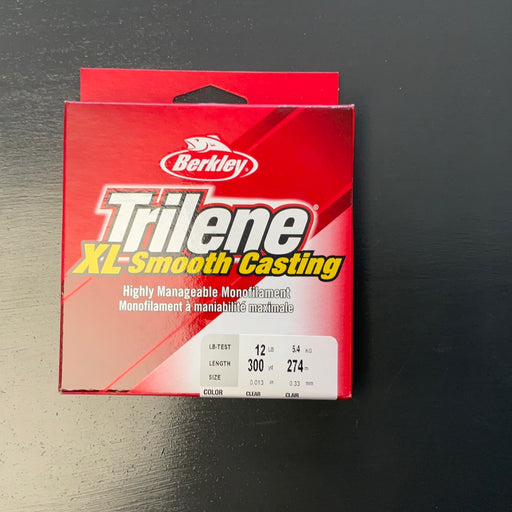 Berkley®
Trilene®
XL Smooth Casting
Highly Manageable Monofilament
Monofilament à maniabilité maximale
LB-TEST 12 LB 5.4 KG
LENGTH 300 yd 274 m
SIZE 0.013 in 0.33 mm
COLOR CLEAR CLAIR